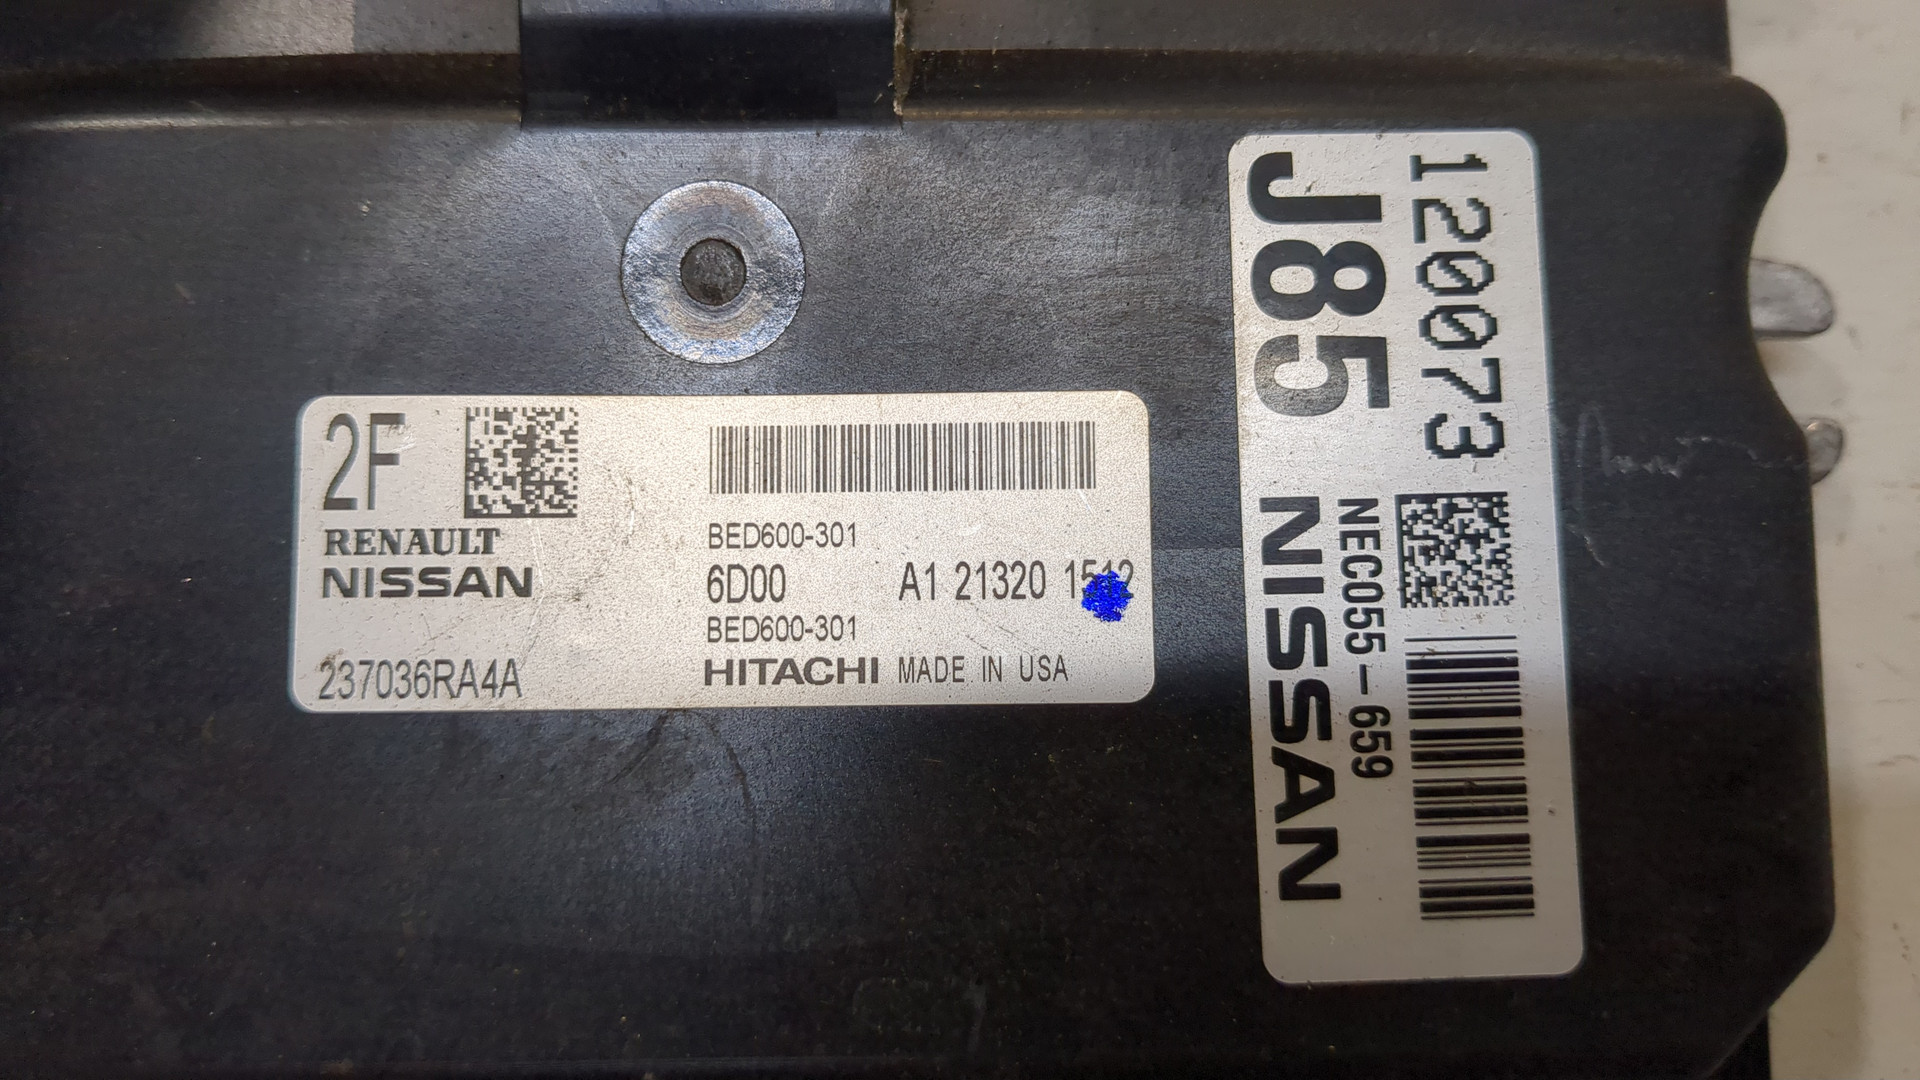 2F
RENAULT
NISSAN
237036RA4A
BED600-301
6D00 A1 21320 1512
BED600-301
HITACHI MADE IN USA
120073
J85
NEC055-659
NISSAN